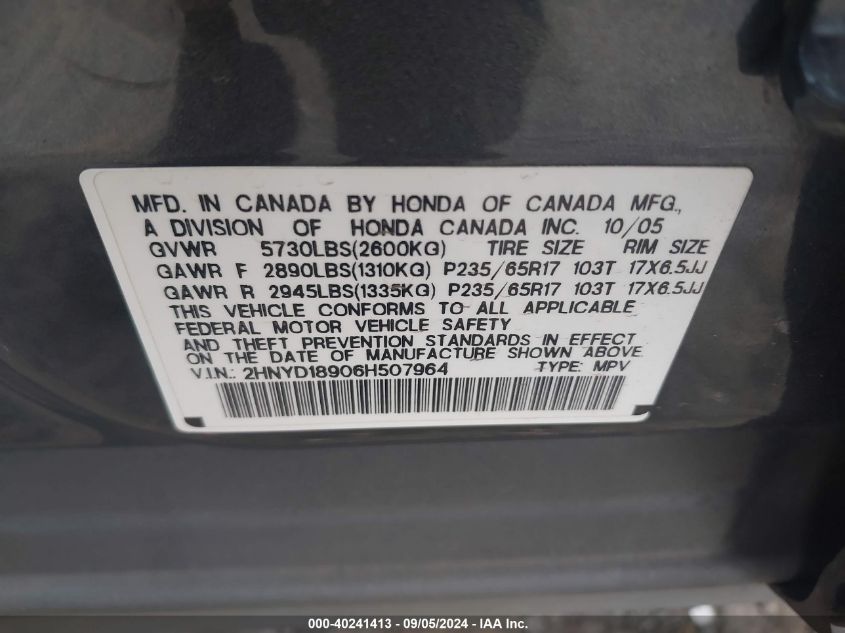 MFD. IN CANADA BY HONDA OF CANADA MFG.,
A DIVISION OF HONDA CANADA INC. 10/05
GVWR 5730LBS(2600KG) TIRE SIZE RIM SIZE
GAWR F 2890LBS(1310KG) P235/65R17 103T 17X6.5JJ
GAWR R 2945LBS(1335KG) P235/65R17 103T 17X6.5JJ
THIS VEHICLE CONFORMS TO ALL APPLICABLE
FEDERAL MOTOR VEHICLE SAFETY
AND THEFT PREVENTION STANDARDS IN EFFECT
ON THE DATE OF MANUFACTURE SHOWN ABOVE.
V.I.N.: 2HNYD18906H507964 TYPE: MPV
000-40241413 - 09/05/2024 - IAA Inc.